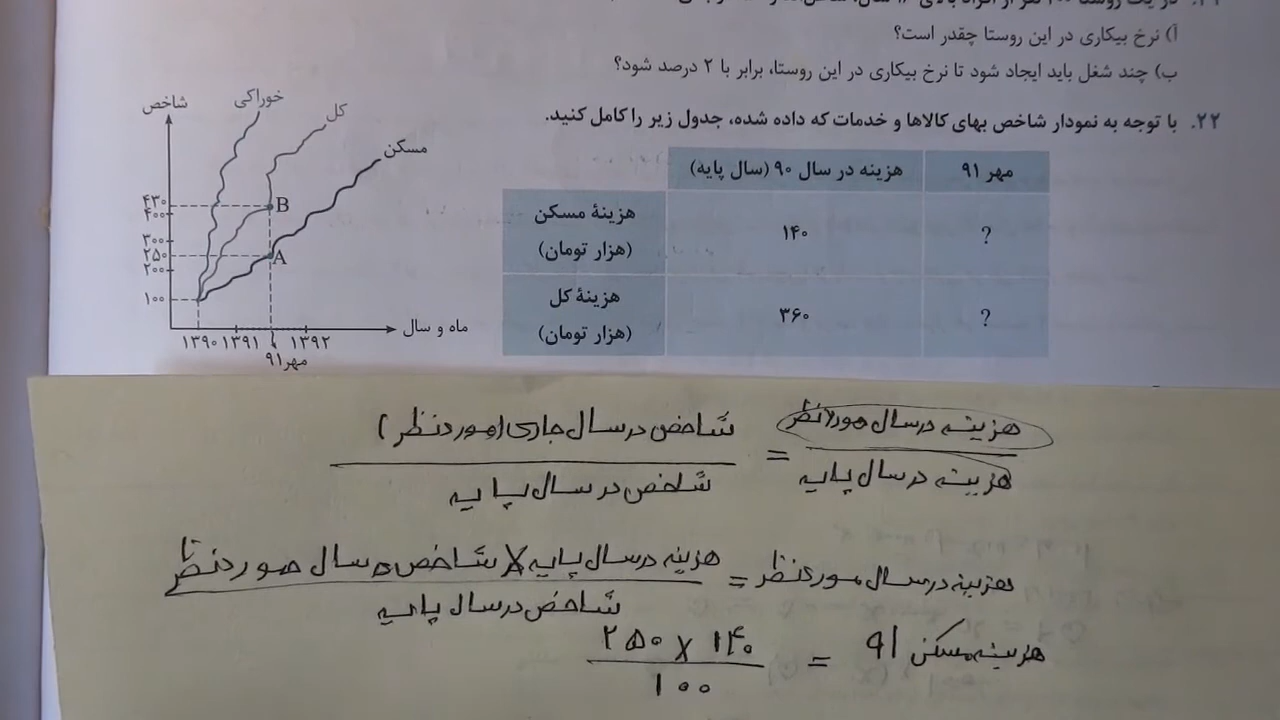 آ) نرخ بیکاری در این روستا چقدر است؟
ب) چند شغل باید ایجاد شود تا نرخ بیکاری در این روستا، برابر با ۲ درصد شود؟
۲۲. با توجه به نمودار شاخص بهای کالاها و خدمات که داده شده، جدول زیر را کامل کنید.
مهر ۹۱ هزینه در سال ۹۰ (سال پایه)
هزینهٔ مسکن
(هزار تومان)
۱۴۰
?
هزینهٔ کل
(هزار تومان)
۳۶۰
?
شاخص
خوراکی
کل
مسکن
۴۳۰
۴۰۰
۳۰۰
۲۵۰
۲۰۰
۱۰۰
B
A
۱۳۹۰ ۱۳۹۱ ۱۳۹۲
مهر۹۱
ماه و سال
هزینه در سال مورد نظر = شاخص در سال جاری (مورد نظر)
هزینه در سال پایه شاخص در سال پایه
هزینه در سال مورد نظر = هزینه در سال پایه × شاخص در سال مورد نظر
شاخص در سال پایه
هزینه مسکن ۹۱ = ۲۵۰ × ۱۴۰
۱۰۰